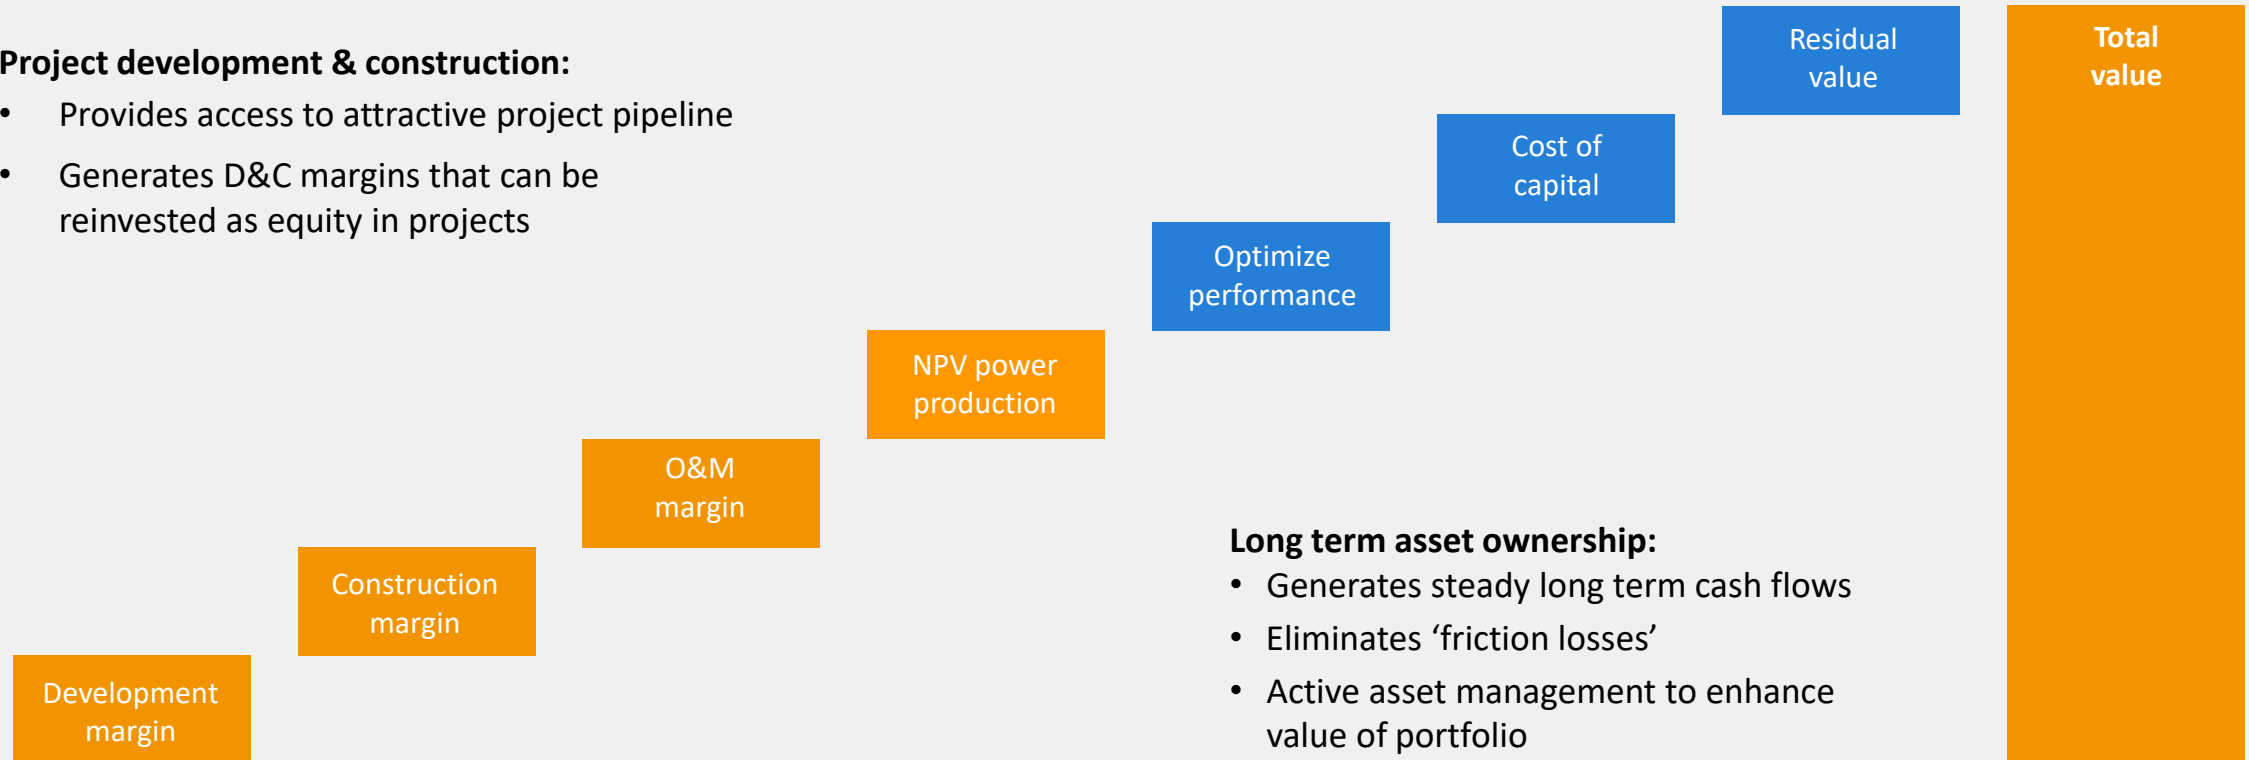 Project development & construction:
• Provides access to attractive project pipeline
• Generates D&C margins that can be
reinvested as equity in projects
Development
margin
Construction
margin
O&M
margin
NPV power
production
Optimize
performance
Cost of
capital
Residual
value
Total
value
Long term asset ownership:
• Generates steady long term cash flows
• Eliminates ‘friction losses’
• Active asset management to enhance
value of portfolio